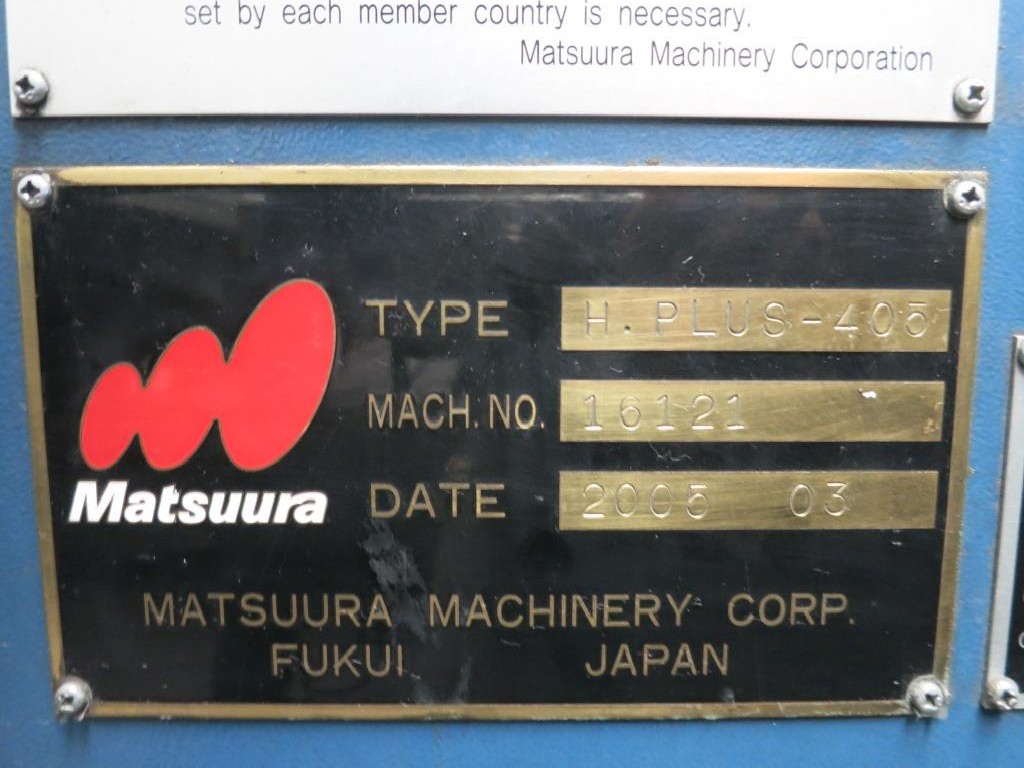 set by each member country is necessary.
Matsuura Machinery Corporation
TYPE H. PLUS-405
MACH. NO. 16121
Matsuura
DATE 2005 03
MATSUURA MACHINERY CORP.
FUKUI JAPAN